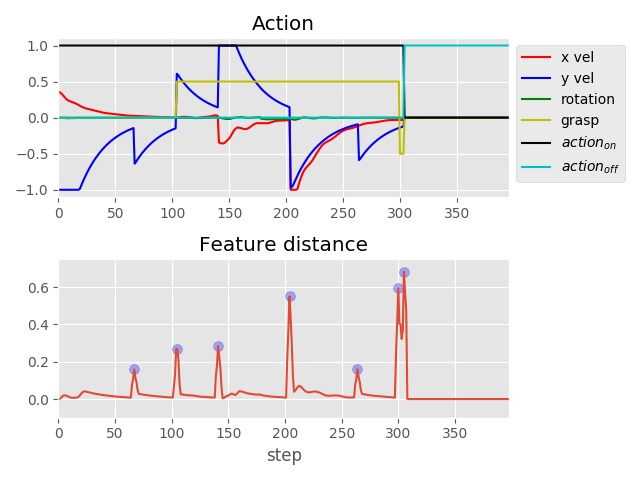 Action
1.0
0.5
0.0
−0.5
−1.0
0 50 100 150 200 250 300 350
x vel
y vel
rotation
grasp
action_on
action_off
Feature distance
0.6
0.4
0.2
0.0
0 50 100 150 200 250 300 350
step